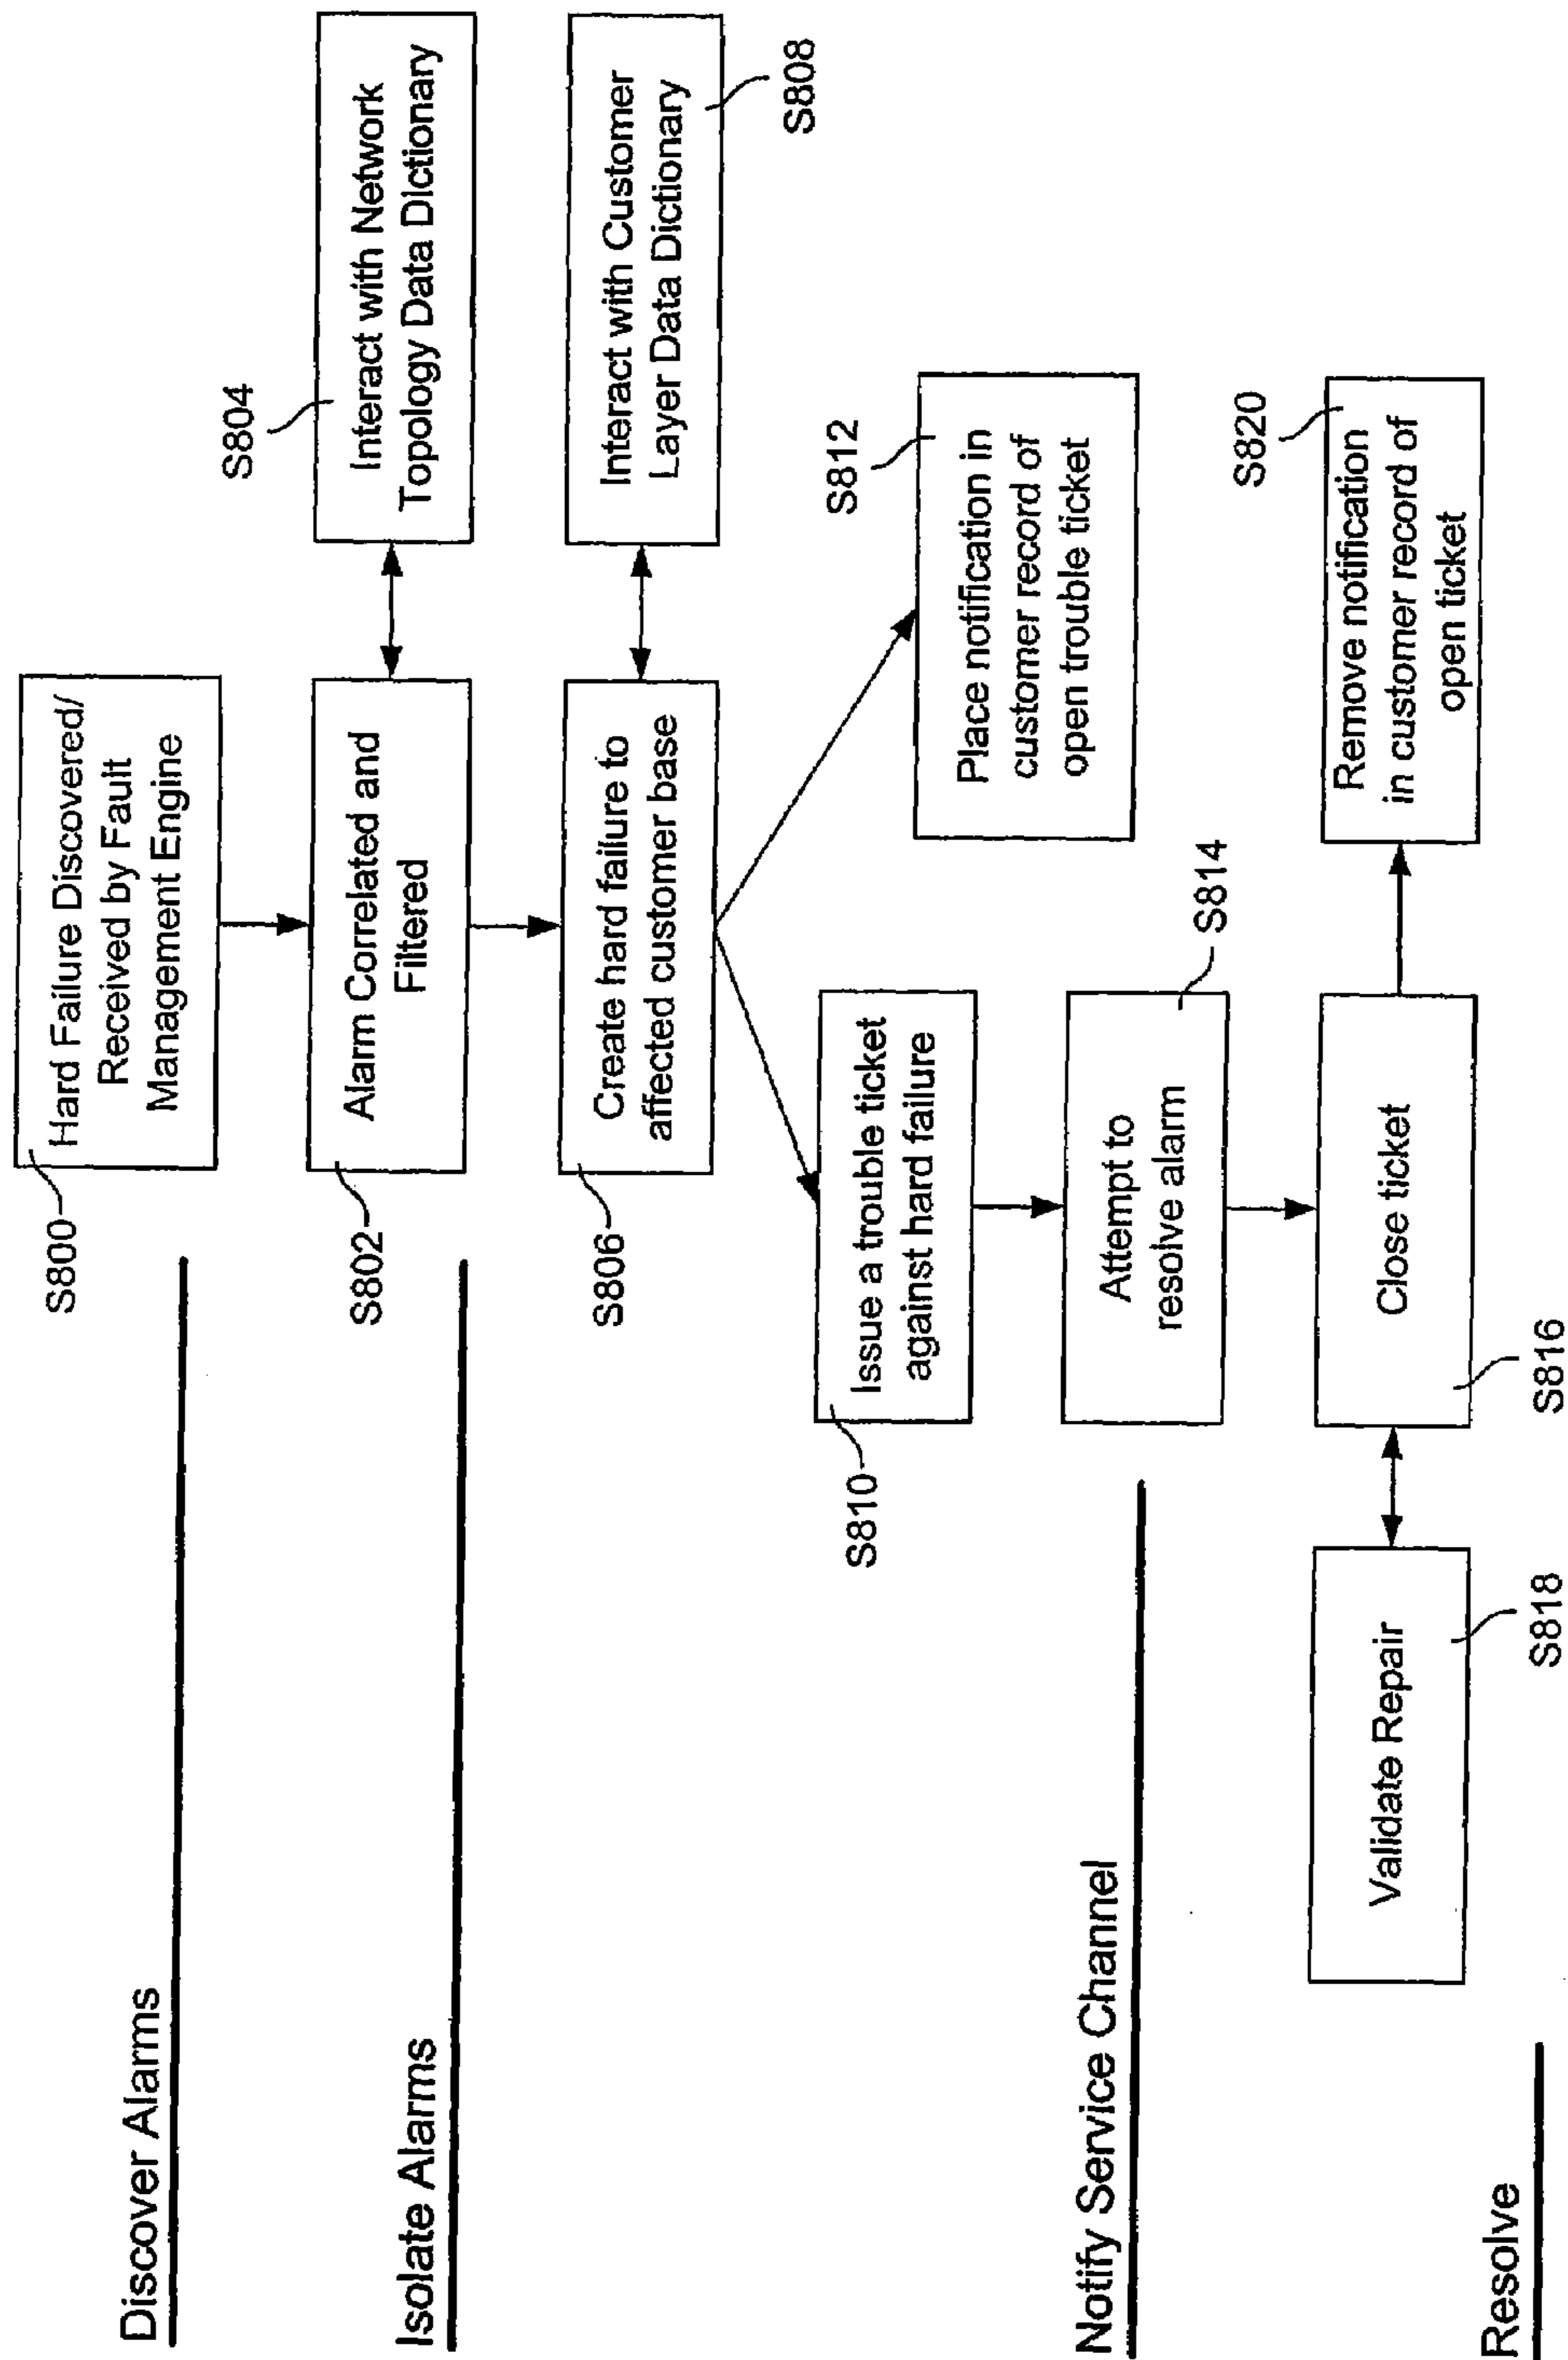 Discover Alarms
S800
Hard Failure Discovered/
Received by Fault
Management Engine
Isolate Alarms
S802
Alarm Correlated and
Filtered
S804
Interact with Network
Topology Data Dictionary
S806
Create hard failure to
affected customer base
Interact with Customer
Layer Data Dictionary
S808
Notify Service Channel
S810
Issue a trouble ticket
against hard failure
S812
Place notification in
customer record of
open trouble ticket
Attempt to
resolve alarm
S814
Resolve
Validate Repair
S818
Close ticket
S816
S820
Remove notification
in customer record of
open ticket